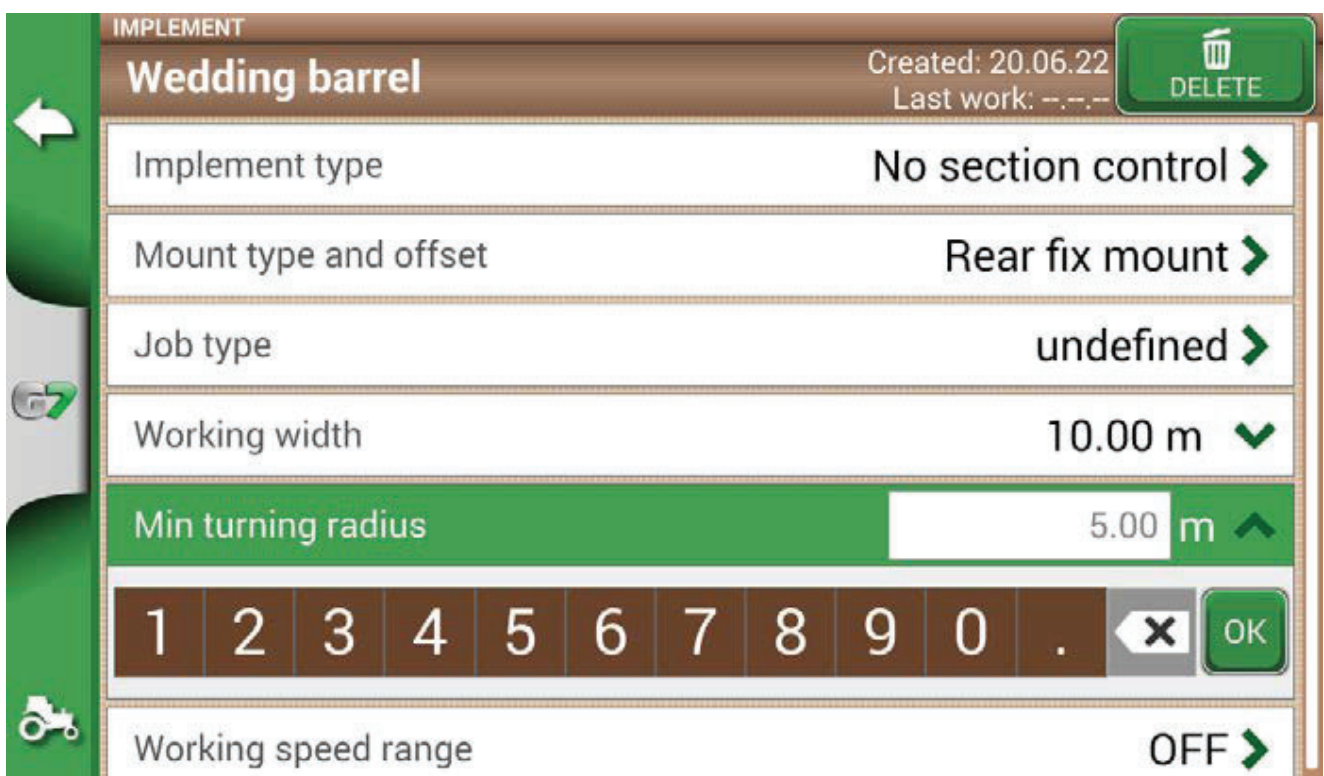 IMPLEMENT
Wedding barrel
Created: 20.06.22
Last work: --.--.--
DELETE
Implement type No section control
Mount type and offset Rear fix mount
Job type undefined
G7
Working width 10.00 m
Min turning radius 5.00 m
1 2 3 4 5 6 7 8 9 0 . OK
Working speed range OFF